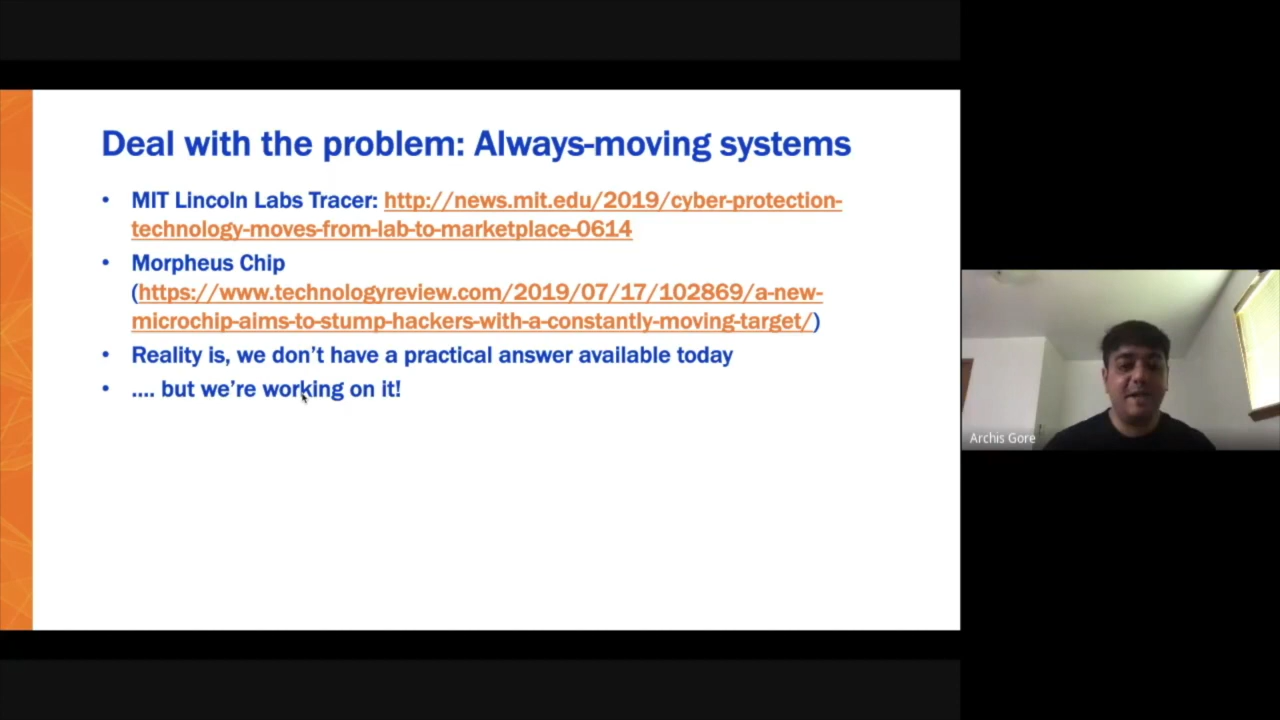 Deal with the problem: Always-moving systems
• MIT Lincoln Labs Tracer: http://news.mit.edu/2019/cyber-protection-
technology-moves-from-lab-to-marketplace-0614
• Morpheus Chip
(https://www.technologyreview.com/2019/07/17/102869/a-new-
microchip-aims-to-stump-hackers-with-a-constantly-moving-target/)
• Reality is, we don’t have a practical answer available today
• .... but we’re working on it!
Archis Gore